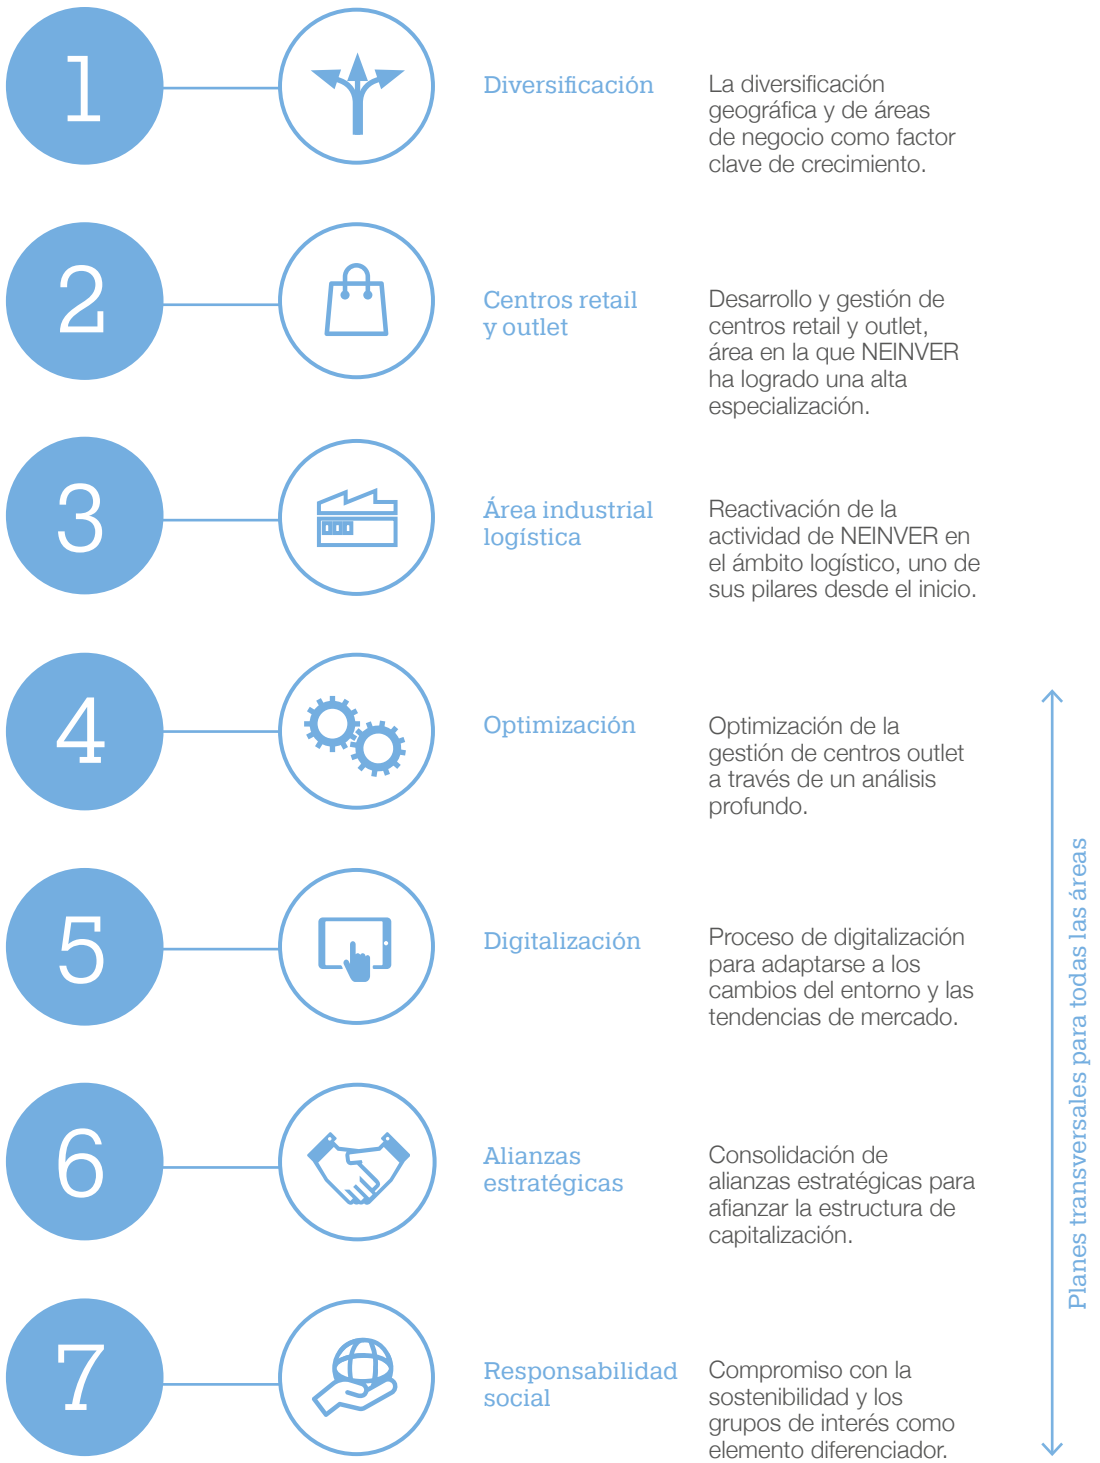 1
Diversificación
La diversificación
geográfica y de áreas
de negocio como factor
clave de crecimiento.
2
Centros retail
y outlet
Desarrollo y gestión de
centros retail y outlet,
área en la que NEINVER
ha logrado una alta
especialización.
3
Área industrial
logística
Reactivación de la
actividad de NEINVER en
el ámbito logístico, uno de
sus pilares desde el inicio.
4
Optimización
Optimización de la
gestión de centros outlet
a través de un análisis
profundo.
5
Digitalización
Proceso de digitalización
para adaptarse a los
cambios del entorno y las
tendencias de mercado.
6
Alianzas
estratégicas
Consolidación de
alianzas estratégicas para
afianzar la estructura de
capitalización.
7
Responsabilidad
social
Compromiso con la
sostenibilidad y los
grupos de interés como
elemento diferenciador.
Planes transversales para todas las áreas